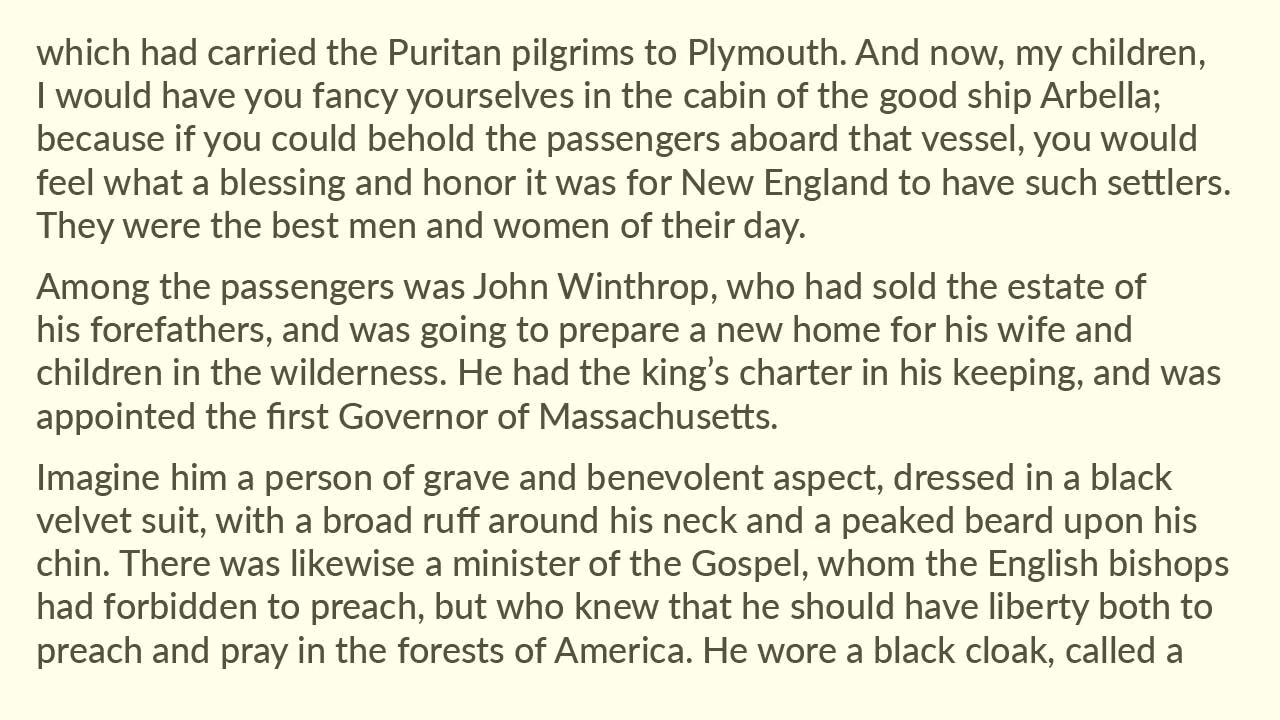 which had carried the Puritan pilgrims to Plymouth. And now, my children,
I would have you fancy yourselves in the cabin of the good ship Arbella;
because if you could behold the passengers aboard that vessel, you would
feel what a blessing and honor it was for New England to have such settlers.
They were the best men and women of their day.
Among the passengers was John Winthrop, who had sold the estate of
his forefathers, and was going to prepare a new home for his wife and
children in the wilderness. He had the king’s charter in his keeping, and was
appointed the first Governor of Massachusetts.
Imagine him a person of grave and benevolent aspect, dressed in a black
velvet suit, with a broad ruff around his neck and a peaked beard upon his
chin. There was likewise a minister of the Gospel, whom the English bishops
had forbidden to preach, but who knew that he should have liberty both to
preach and pray in the forests of America. He wore a black cloak, called a